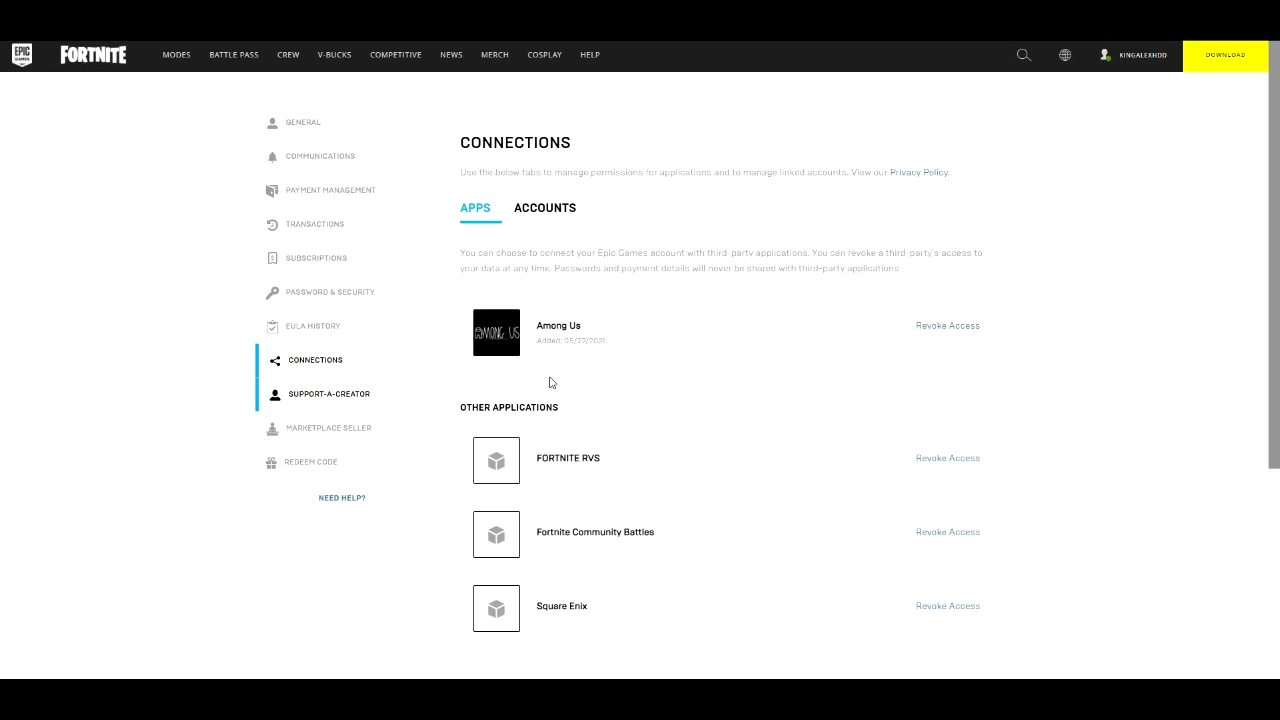 EPIC GAMES
FORTNITE
MODES
BATTLE PASS
CREW
V-BUCKS
COMPETITIVE
NEWS
MERCH
COSPLAY
HELP
KINGALEXHDD
DOWNLOAD
GENERAL
COMMUNICATIONS
PAYMENT MANAGEMENT
TRANSACTIONS
SUBSCRIPTIONS
PASSWORD & SECURITY
EULA HISTORY
CONNECTIONS
SUPPORT-A-CREATOR
MARKETPLACE SELLER
REDEEM CODE
NEED HELP?
CONNECTIONS
Use the below tabs to manage permissions for applications and to manage linked accounts. View our Privacy Policy.
APPS
ACCOUNTS
You can choose to connect your Epic Games account with third-party applications. You can revoke a third-party's access to
your data at any time. Passwords and payment details will never be shared with third-party applications
AMONG US
Among Us
Revoke Access
Added: 08/27/2021
OTHER APPLICATIONS
FORTNITE RVS
Revoke Access
Fortnite Community Battles
Revoke Access
Square Enix
Revoke Access